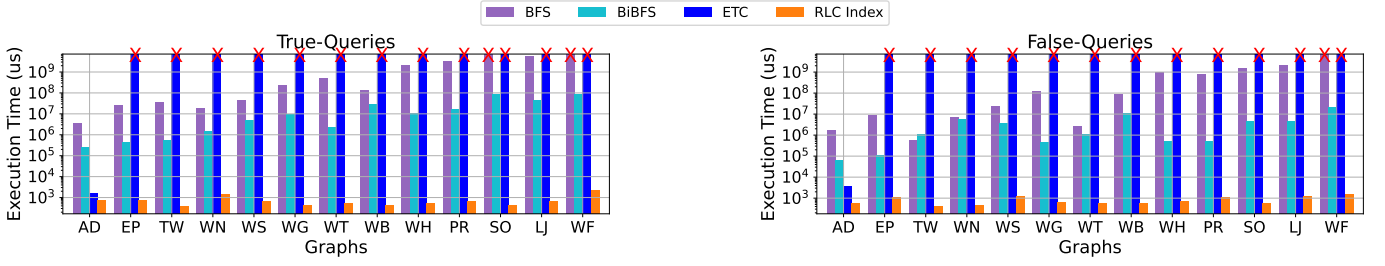 BFS BiBFS ETC RLC Index
True-Queries
Execution Time (us)
10⁹
10⁸
10⁷
10⁶
10⁵
10⁴
10³
X X X X X X X X X X X X X X
AD EP TW WN WS WG WT WB WH PR SO LJ WF
Graphs
False-Queries
Execution Time (us)
10⁹
10⁸
10⁷
10⁶
10⁵
10⁴
10³
X X X X X X X X X X X X X
AD EP TW WN WS WG WT WB WH PR SO LJ WF
Graphs